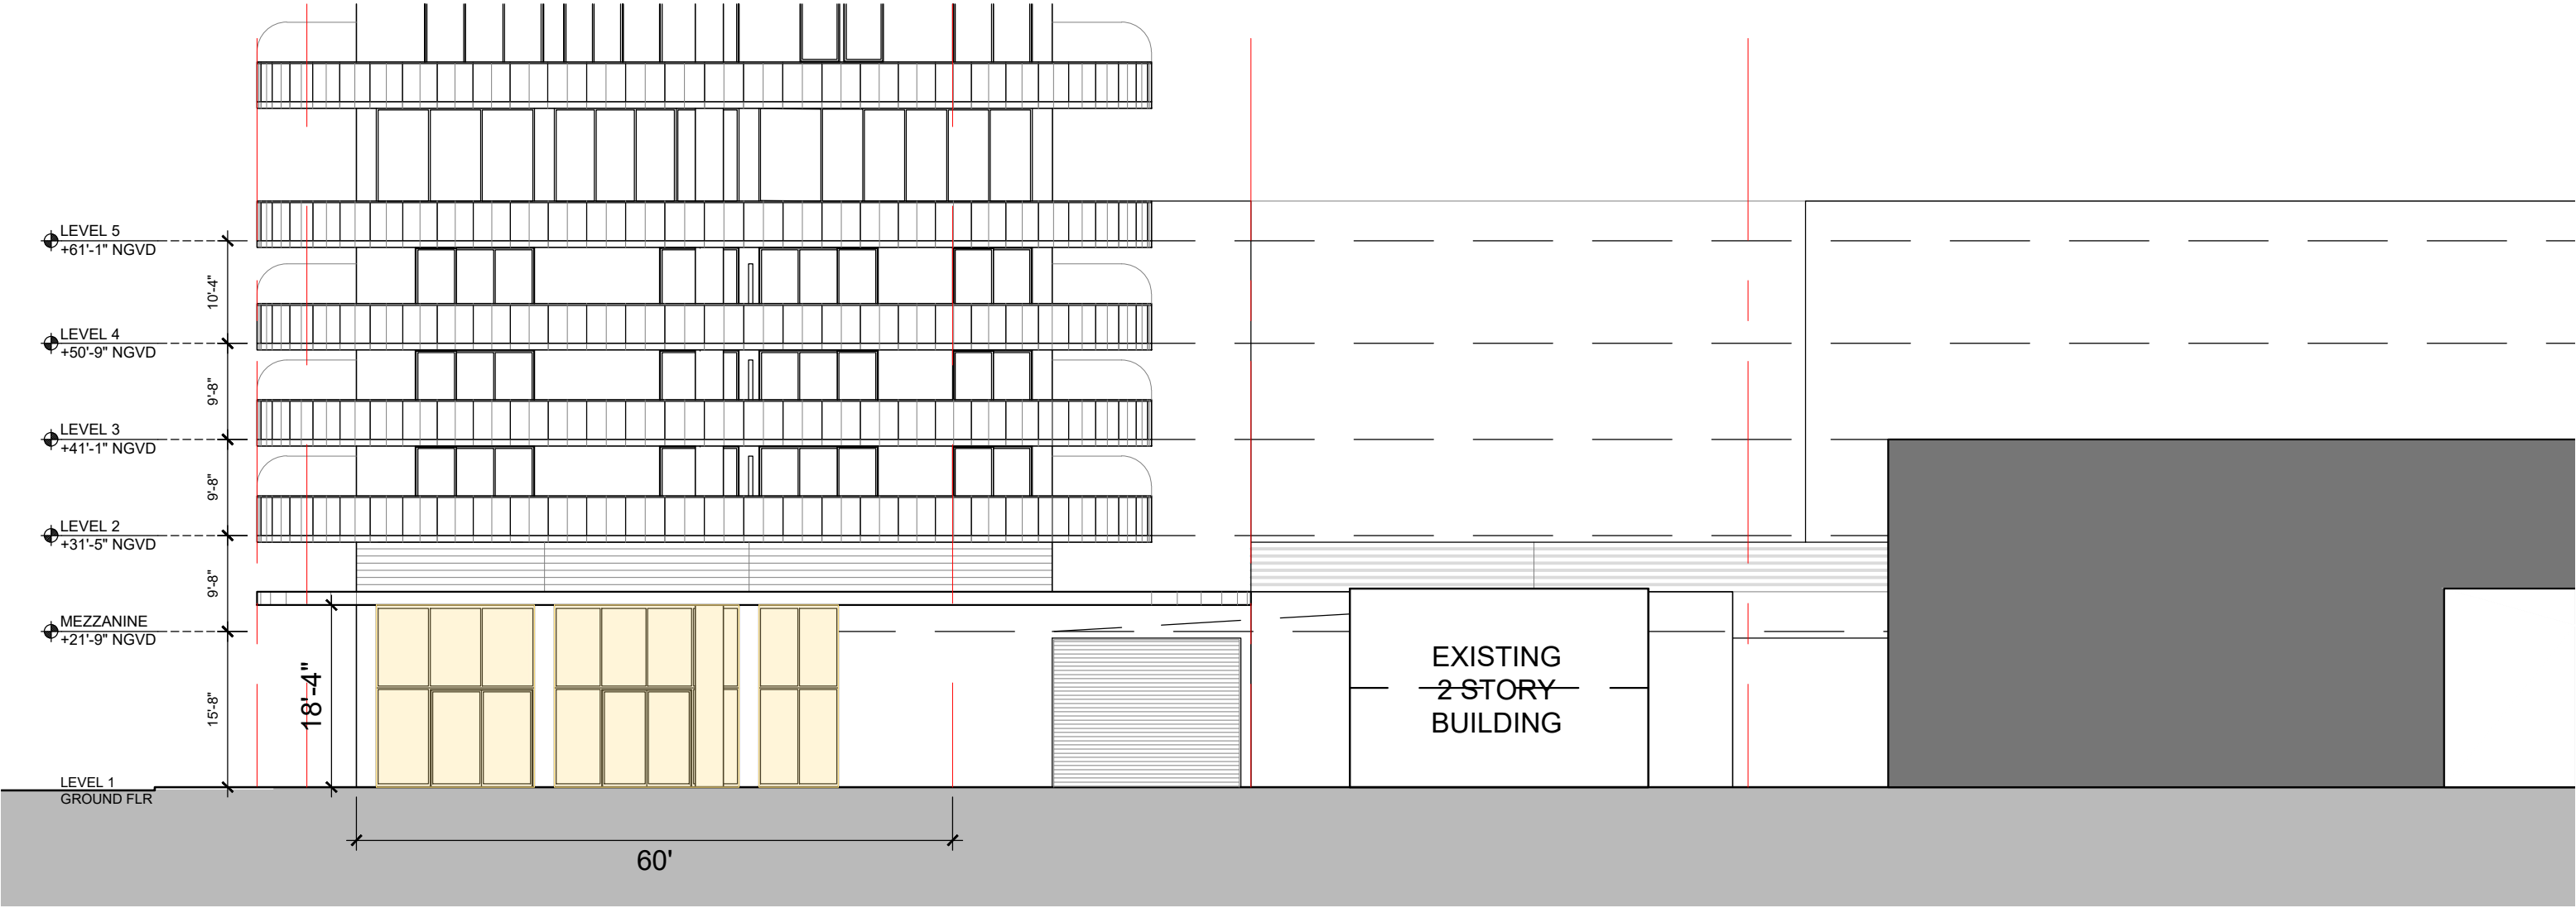 LEVEL 5
+61'-1" NGVD
10'-4"
LEVEL 4
+50'-9" NGVD
9'-8"
LEVEL 3
+41'-1" NGVD
9'-8"
LEVEL 2
+31'-5" NGVD
9'-8"
MEZZANINE
+21'-9" NGVD
15'-8"
18'-4"
LEVEL 1
GROUND FLR
60'
EXISTING
2 STORY
BUILDING